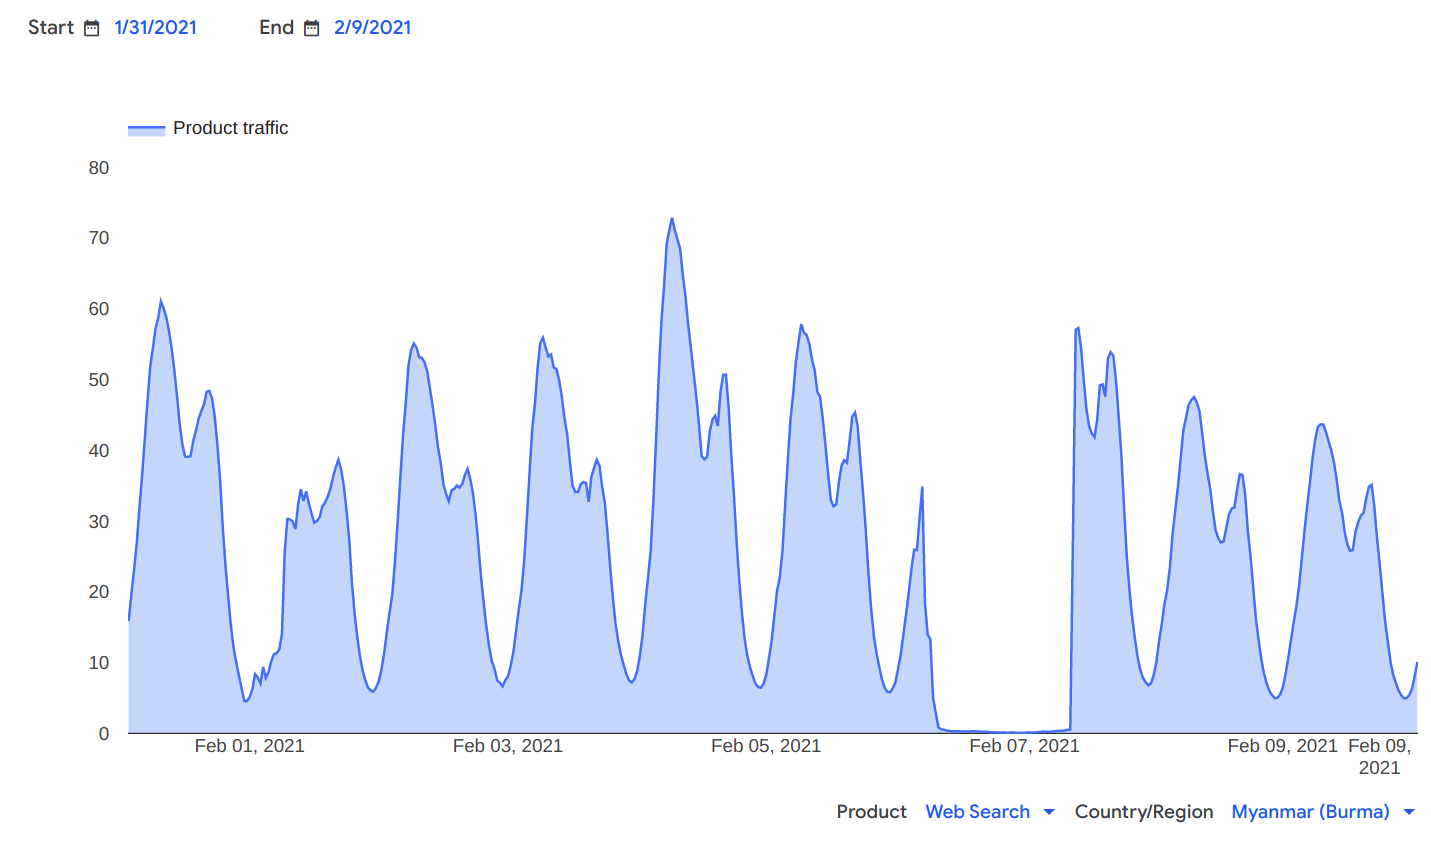 Start 1/31/2021 End 2/9/2021
Product traffic
80
70
60
50
40
30
20
10
0
Feb 01, 2021 Feb 03, 2021 Feb 05, 2021 Feb 07, 2021 Feb 09, 2021 Feb 09,
2021
Product Web Search Country/Region Myanmar (Burma)